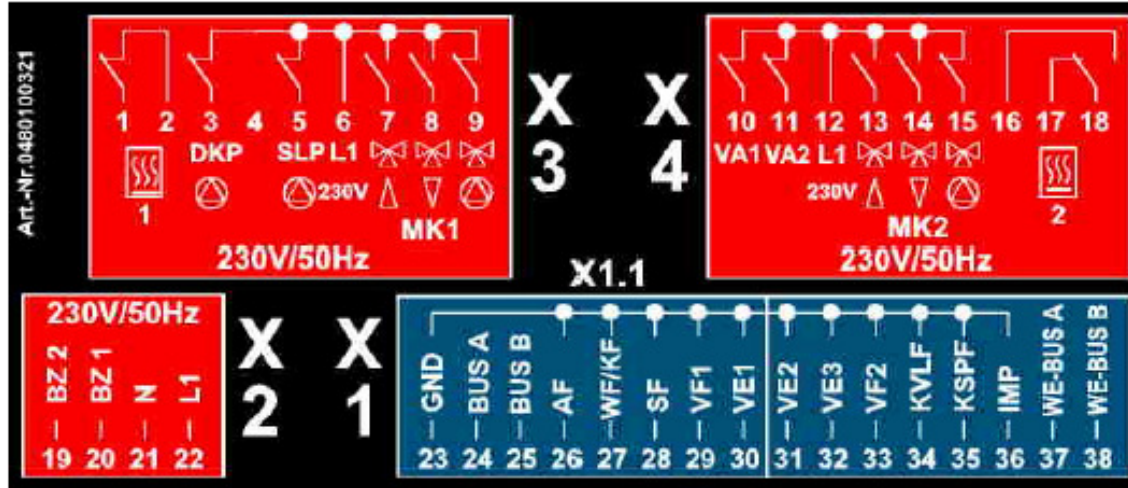 Art.-Nr.0480100321
1 2 3 4 5 6 7 8 9
DKP SLP L1
230V
1
MK1
230V/50Hz
X
3
X
4
10 11 12 13 14 15 16 17 18
VA1 VA2 L1
230V
2
MK2
230V/50Hz
X1.1
230V/50Hz
BZ 2
BZ 1
N
L1
19 20 21 22
X
2
X
1
GND
BUS A
BUS B
AF
WF/KF
SF
VF1
VE1
VE2
VE3
VF2
KVLF
KSPF
IMP
WE-BUS A
WE-BUS B
23 24 25 26 27 28 29 30 31 32 33 34 35 36 37 38